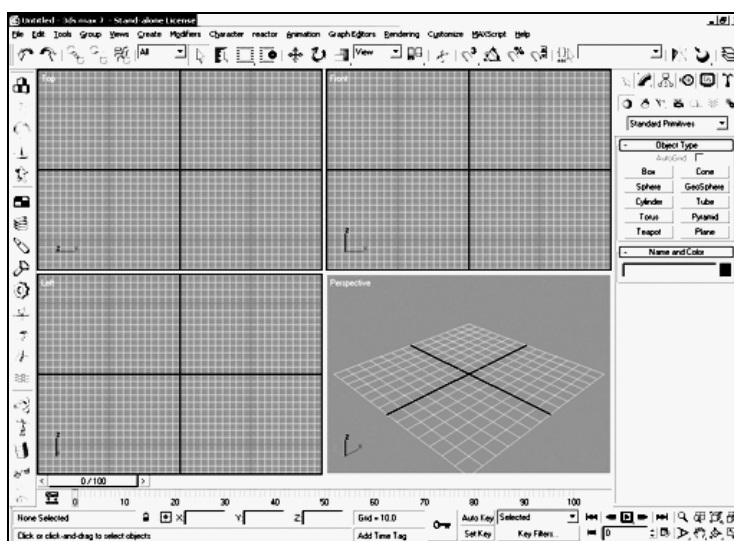 Untitled - 3ds max 7 - Stand-alone License
File Edit Tools Group Views Create Modifiers Character reactor Animation Graph Editors Rendering Customize MAXScript Help
All View
Top
Front
Standard Primitives
- Object Type
AutoGrid
Box Cone
Sphere GeoSphere
Cylinder Tube
Torus Pyramid
Teapot Plane
- Name and Color
Left
Perspective
z
z
z
z
< 0/100 >
0 10 20 30 40 50 60 70 80 90 100
None Selected X Y Z Grid = 10.0 Auto Key Selected
Click or click-and-drag to select objects Add Time Tag Set Key Key Filters... 0